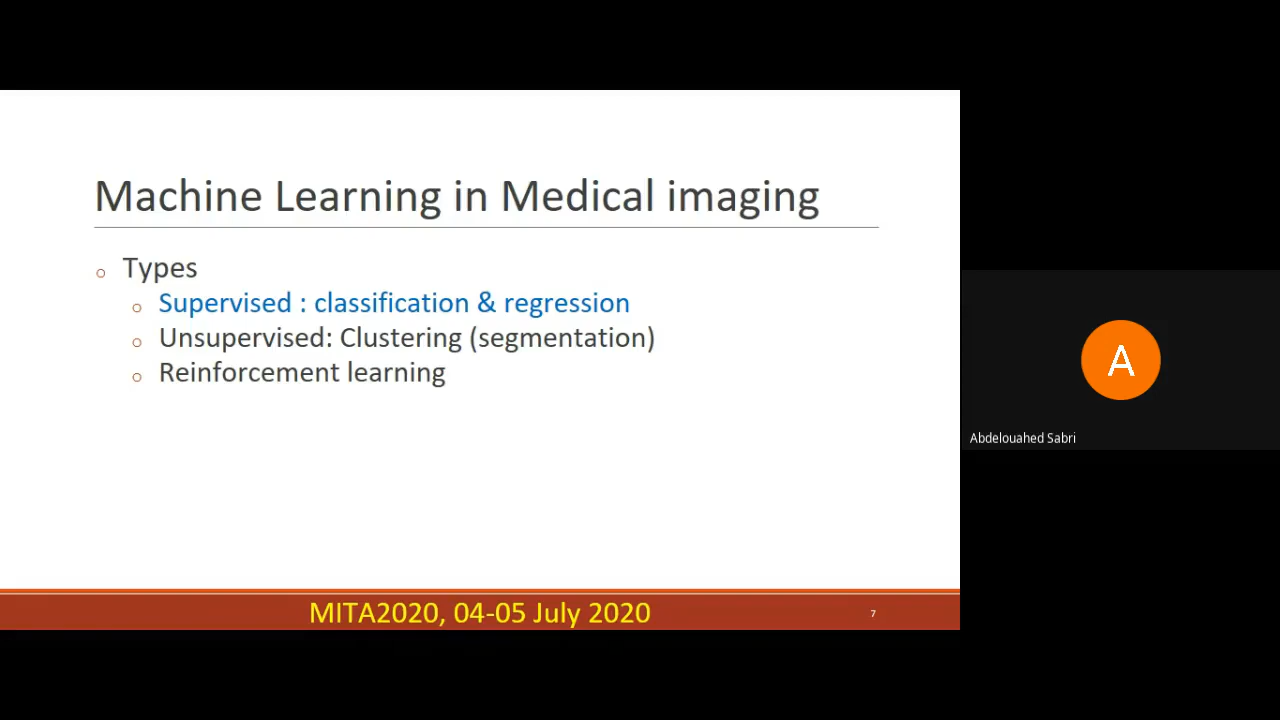 Machine Learning in Medical imaging
Types
Supervised : classification & regression
Unsupervised: Clustering (segmentation)
Reinforcement learning
MITA2020, 04-05 July 2020
7
A
Abdelouahed Sabri